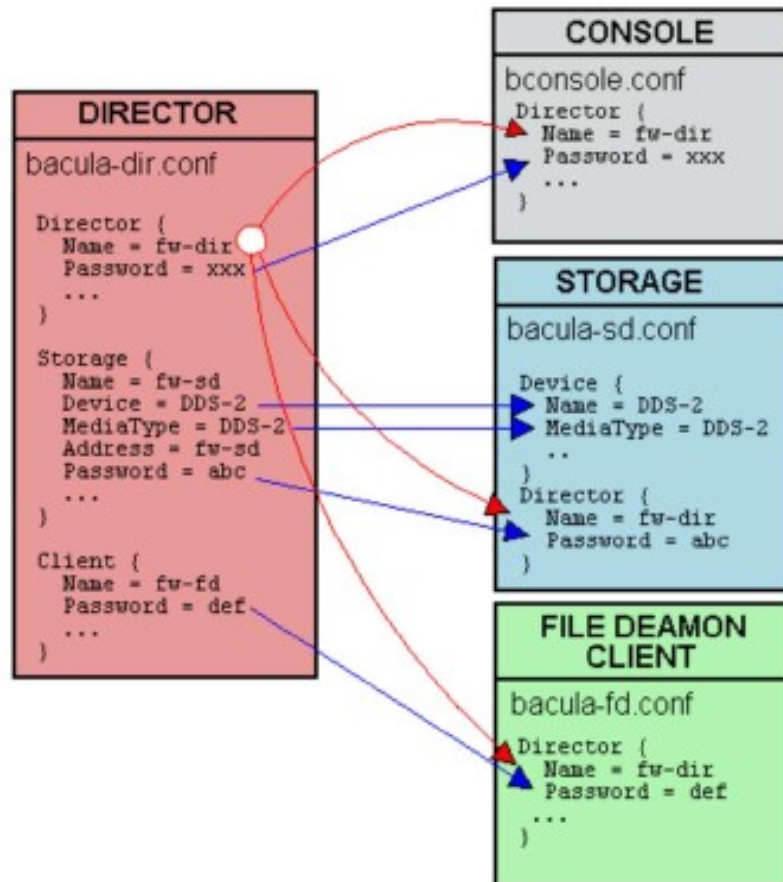 DIRECTOR
bacula-dir.conf
Director {
Name = fw-dir
Password = xxx
...
}
Storage {
Name = fw-sd
Device = DDS-2
MediaType = DDS-2
Address = fw-sd
Password = abc
...
}
Client {
Name = fw-fd
Password = def
...
}
CONSOLE
bconsole.conf
Director {
Name = fw-dir
Password = xxx
...
}
STORAGE
bacula-sd.conf
Device {
Name = DDS-2
MediaType = DDS-2
..
}
Director {
Name = fw-dir
Password = abc
}
FILE DEAMON
CLIENT
bacula-fd.conf
Director {
Name = fw-dir
Password = def
...
}